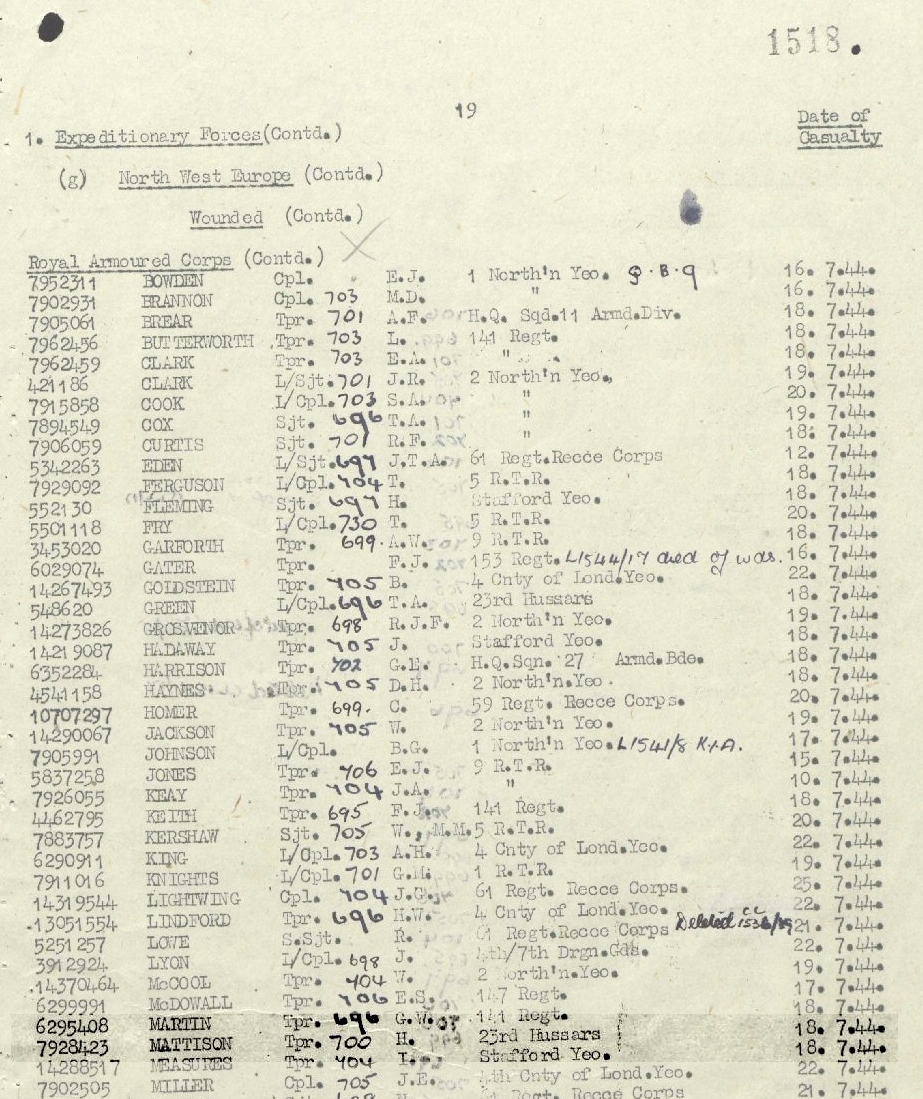 1518.
19
Date of
Casualty
1. Expeditionary Forces(Contd.)
(g) North West Europe (Contd.)
Wounded (Contd.)
Royal Armoured Corps (Contd.)
7952311 BOWDEN Cpl. E.J. 1 North'n Yeo. 16. 7.44.
7902931 BRANNON Cpl. 703 M.D. " 16. 7.44.
7905061 BREAR Tpr. 701 A.F. H.Q. Sqd.11 Armd.Div. 18. 7.44.
7962456 BUTTERWORTH Tpr. 703 L. 141 Regt. 18. 7.44.
7962459 CLARK Tpr. 703 E.A. " 18. 7.44.
421186 CLARK L/Sjt. 701 J.R. 2 North'n Yeo. 19. 7.44.
7915858 COOK L/Cpl. 703 S.A. " 20. 7.44.
7894549 COX Sjt. 696 T.A. " 19. 7.44.
7906059 CURTIS Sjt. 701 R.F. " 18. 7.44.
5342263 EDEN L/Sjt. 697 J.T.A. 61 Regt.Recce Corps 12. 7.44.
7929092 FERGUSON L/Cpl. 704 T. 5 R.T.R. 18. 7.44.
552130 FLEMING Sjt. 697 H. Stafford Yeo. 18. 7.44.
5501118 FRY L/Cpl. 730 T. 5 R.T.R. 20. 7.44.
3453020 GARFORTH Tpr. 699. A.W. 9 R.T.R. 18. 7.44.
6029074 GATER Tpr. F.J. 153 Regt. L1544/17 died of wds. 16. 7.44.
14267493 GOLDSTEIN Tpr. 705 B. 4 Cnty of Lond.Yeo. 22. 7.44.
548620 GREEN L/Cpl. 696 T.A. 23rd Hussars 18. 7.44.
14273826 GROSVENOR Tpr. 698 R.J.F. 2 North'n Yeo. 19. 7.44.
14219087 HADAWAY Tpr. 705 J. Stafford Yeo. 18. 7.44.
6352284 HARRISON Tpr. 702 G.E. H.Q.Sqn. 27 Armd.Bde. 18. 7.44.
4541158 HAYNES Tpr. 705 D.H. 2 North'n.Yeo. 18. 7.44.
10707297 HOMER Tpr. 699. C. 59 Regt. Recce Corps. 20. 7.44.
14290067 JACKSON Tpr. 705 W. 2 North'n Yeo. 19. 7.44.
7905991 JOHNSON L/Cpl. B.G. 1 North'n Yeo. L1541/8 K.I.A. 17. 7.44.
5837258 JONES Tpr. 706 E.J. 9 R.T.R. 15. 7.44.
7926055 KEAY Tpr. 704 J.A. " 10. 7.44.
4462795 KEITH Tpr. 695 F.J. 141 Regt. 18. 7.44.
7883757 KERSHAW Sjt. 705 W., M.M. 5 R.T.R. 20. 7.44.
6290911 KING L/Cpl. 703 A.H. 4 Cnty of Lond.Yeo. 22. 7.44.
7911016 KNIGHTS L/Cpl. 701 G.M. 1 R.T.R. 19. 7.44.
14319544 LIGHTWING Cpl. 704 J.G. 61 Regt. Recce Corps. 25. 7.44.
.13051554 LINDFORD Tpr. 696 H.W. 4 Cnty of Lond.Yeo. 22. 7.44.
5251257 LOWE S.Sjt. R. 61 Regt.Recce Corps Deleted 21. 7.44.
3912924 LYON L/Cpl. 698 J. 4th/7th Drgn.Gds. 22. 7.44.
.14370464 McCOOL Tpr. 704 W. 2 North'n.Yeo. 19. 7.44.
6299991 McDOWALL Tpr. 706 E.S. 147 Regt. 17. 7.44.
6295408 MARTIN Tpr. 696 G.W. 141 Regt. 18. 7.44.
7928423 MATTISON Tpr. 700 H. 23rd Hussars 18. 7.44.
14288517 MEASURES Tpr. 704 I. Stafford Yeo. 18. 7.44.
7902505 MILLER Cpl. 705 J.E. 4th Cnty of Lond.Yeo. 22. 7.44.
61 Regt. Recce Corps 21. 7.44.